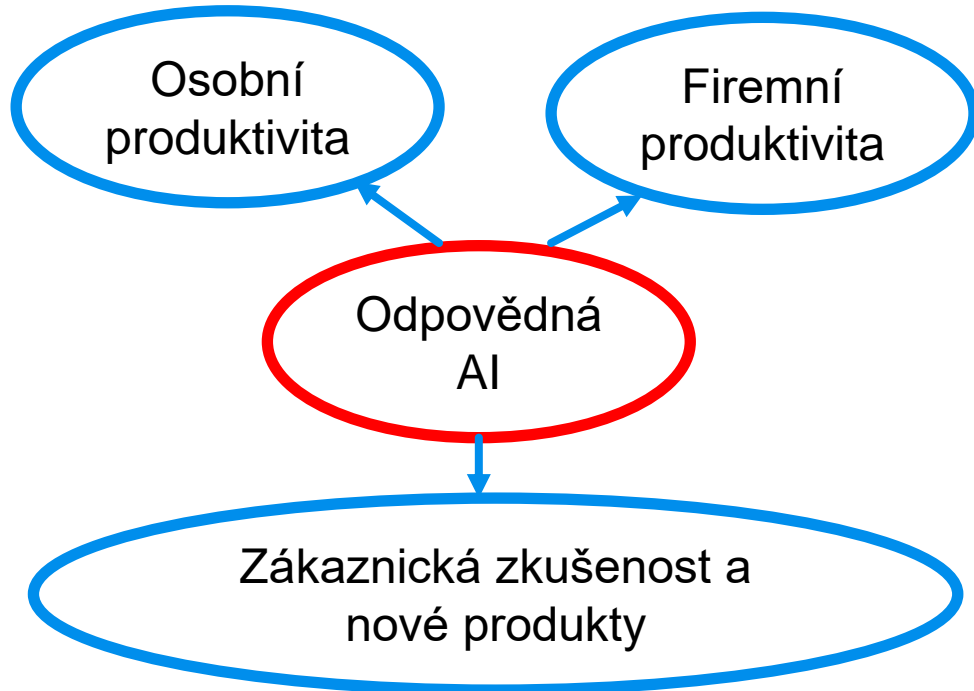 Osobní
produktivita
Firemní
produktivita
Odpovědná
AI
Zákaznická zkušenost a
nové produkty